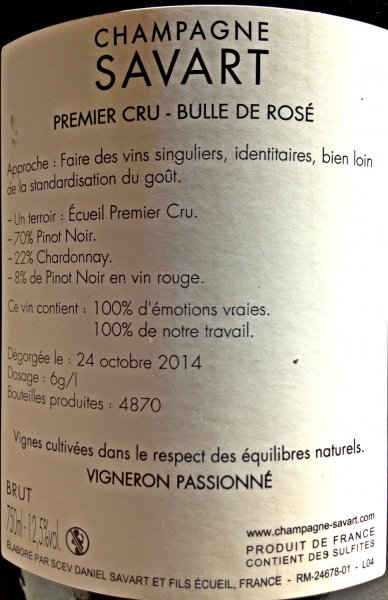 CHAMPAGNE
SAVART
PREMIER CRU - BULLE DE ROSÉ
Approche : Faire des vins singuliers, identitaires, bien loin
de la standardisation du goût.
- Un terroir : Écueil Premier Cru.
- 70% Pinot Noir.
- 22% Chardonnay.
- 8% de Pinot Noir en vin rouge.
Ce vin contient : 100% d'émotions vraies.
100% de notre travail.
Dégorgée le : 24 octobre 2014
Dosage : 6g/l
Bouteilles produites : 4870
Vignes cultivées dans le respect des équilibres naturels.
VIGNERON PASSIONNÉ
BRUT
750ml - 12,5%vol.
www.champagne-savart.com
PRODUIT DE FRANCE
CONTIENT DES SULFITES
ÉLABORÉ PAR SCEV DANIEL SAVART ET FILS ÉCUEIL, FRANCE - RM-24678-01 - L04